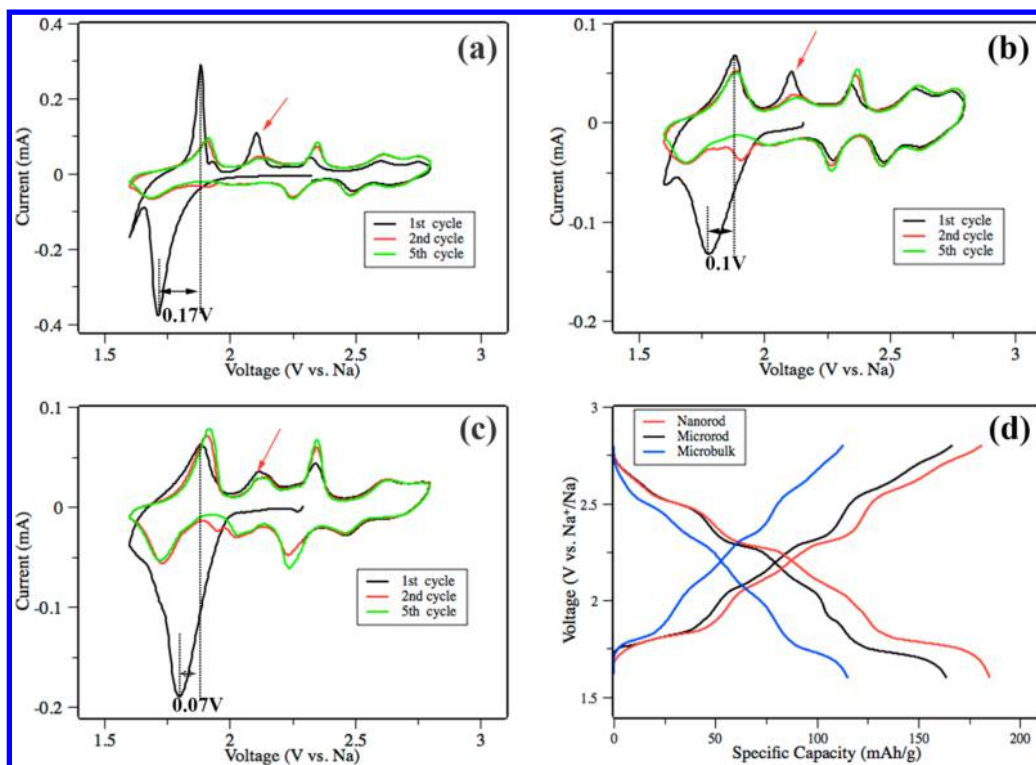 (a)
0.4
0.2
0
-0.2
-0.4
Current (mA)
1st cycle
2nd cycle
5th cycle
0.17V
1.5
2
2.5
3
Voltage (V vs. Na)
(b)
0.1
0
-0.1
-0.2
Current (mA)
1st cycle
2nd cycle
5th cycle
0.1V
1.5
2
2.5
3
Voltage (V vs. Na)
(c)
0.1
0
-0.1
-0.2
Current (mA)
1st cycle
2nd cycle
5th cycle
0.07V
1.5
2
2.5
3
Voltage (V vs. Na)
(d)
3
2.5
2
1.5
Voltage (V vs. Na⁺/Na)
Nanorod
Microrod
Microbulk
0
50
100
150
200
Specific Capacity (mAh/g)